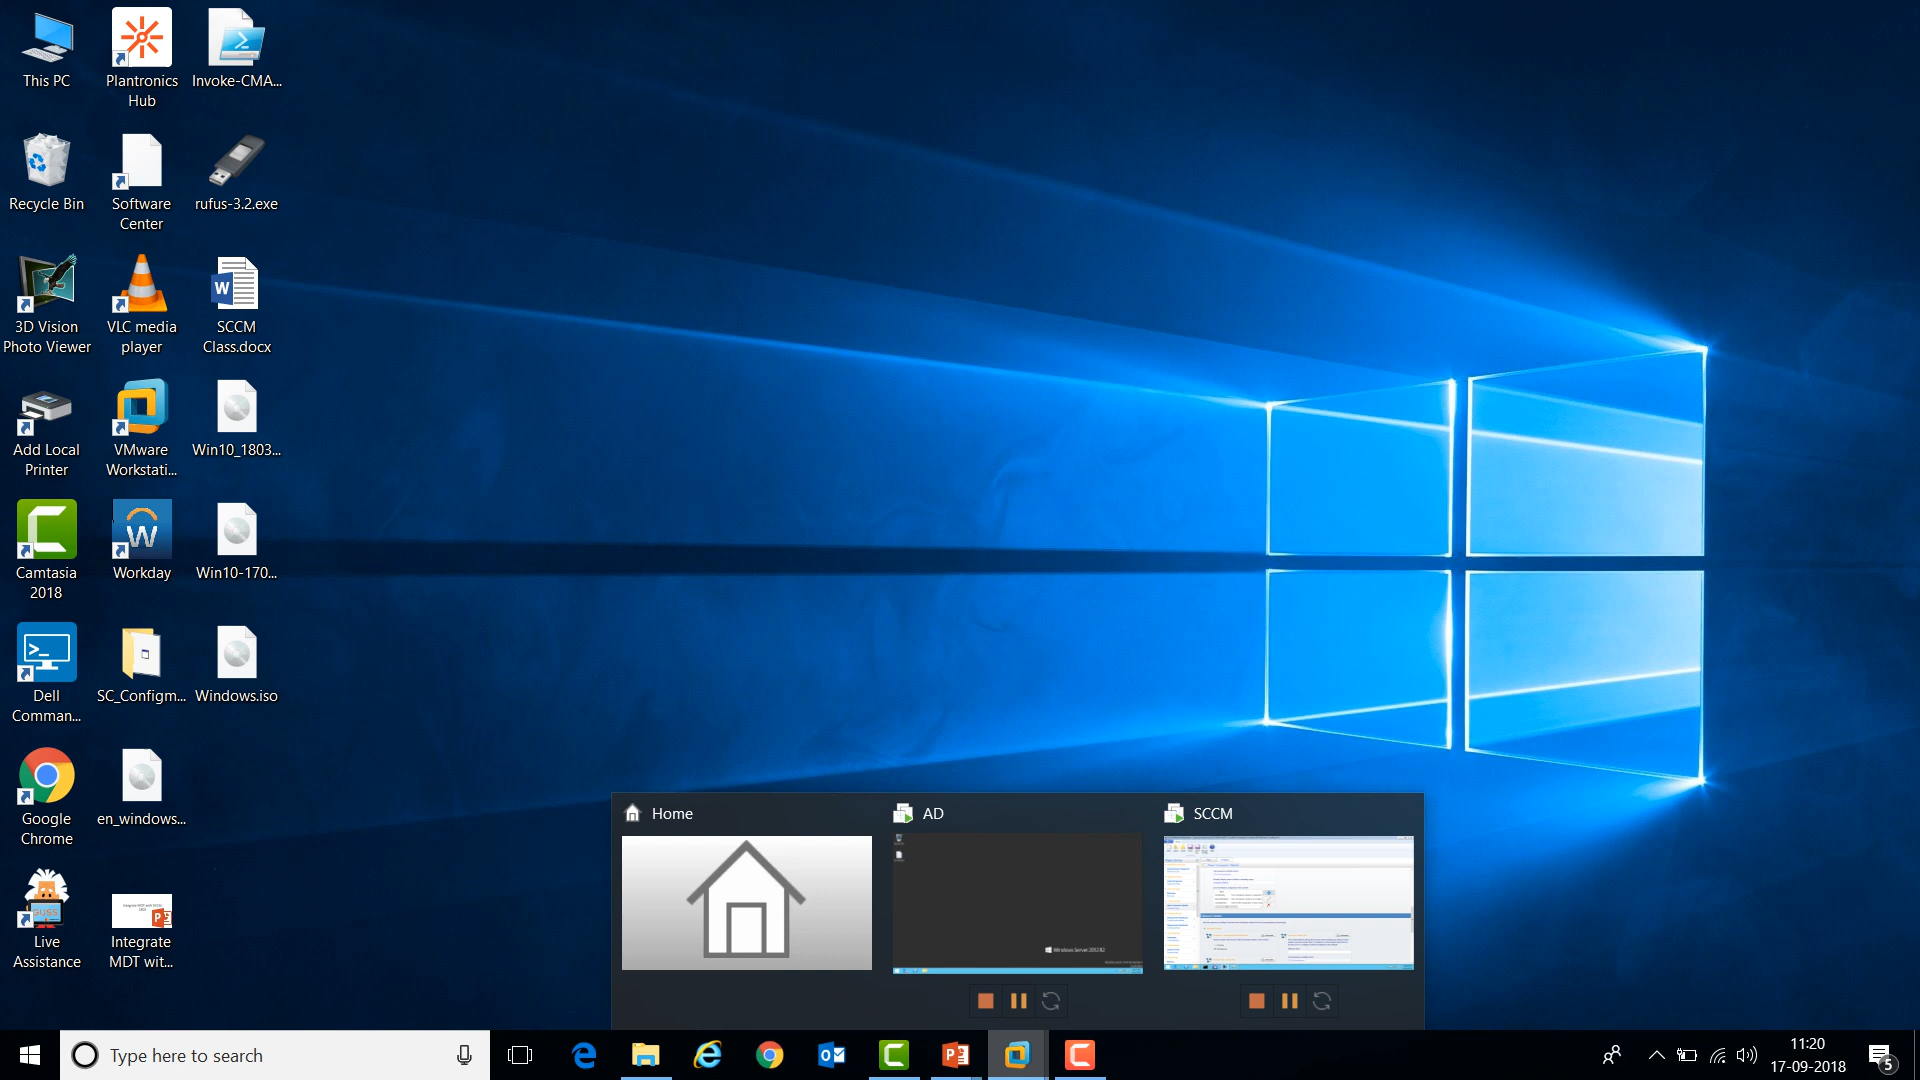 This PC
Plantronics
Hub
Invoke-CMA...
Recycle Bin
Software
Center
rufus-3.2.exe
3D Vision
Photo Viewer
VLC media
player
SCCM
Class.docx
Add Local
Printer
VMware
Workstati...
Win10_1803...
Camtasia
2018
Workday
Win10-170...
Dell
Comman...
SC_Configm...
Windows.iso
Google
Chrome
en_windows...
Live
Assistance
Integrate
MDT wit...
Home
AD
SCCM
Windows Server 2012 R2
Type here to search
11:20
17-09-2018
5